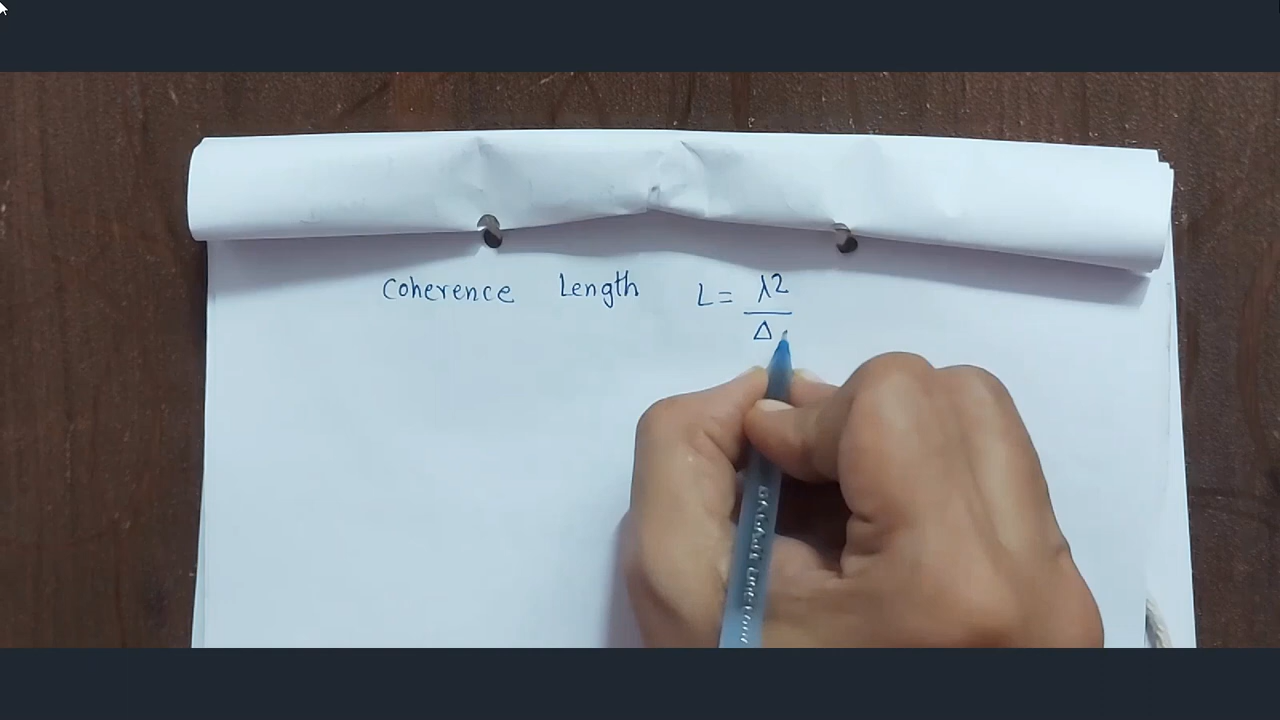 Coherence Length L = λ2
Δ